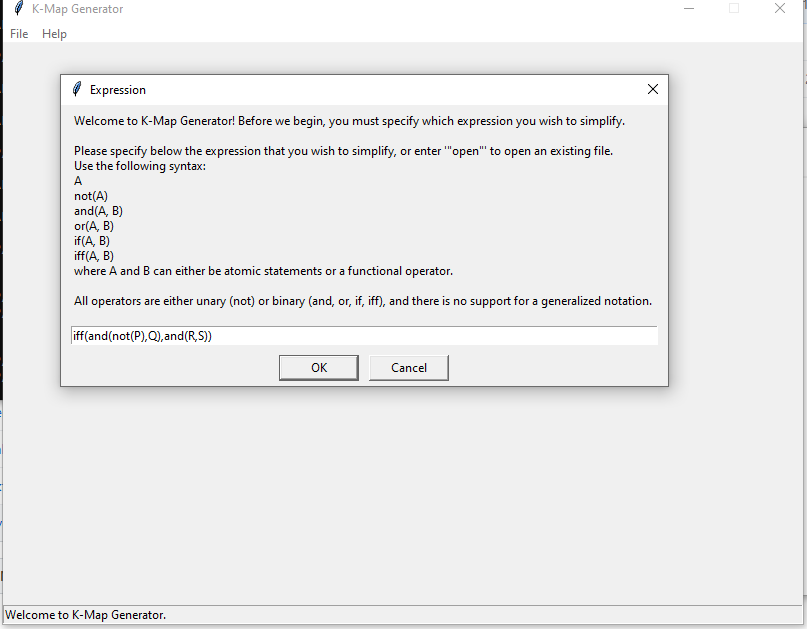 K-Map Generator
File Help
Expression
Welcome to K-Map Generator! Before we begin, you must specify which expression you wish to simplify.
Please specify below the expression that you wish to simplify, or enter '"open"' to open an existing file.
Use the following syntax:
A
not(A)
and(A, B)
or(A, B)
if(A, B)
iff(A, B)
where A and B can either be atomic statements or a functional operator.
All operators are either unary (not) or binary (and, or, if, iff), and there is no support for a generalized notation.
iff(and(not(P),Q),and(R,S))
OK Cancel
Welcome to K-Map Generator.